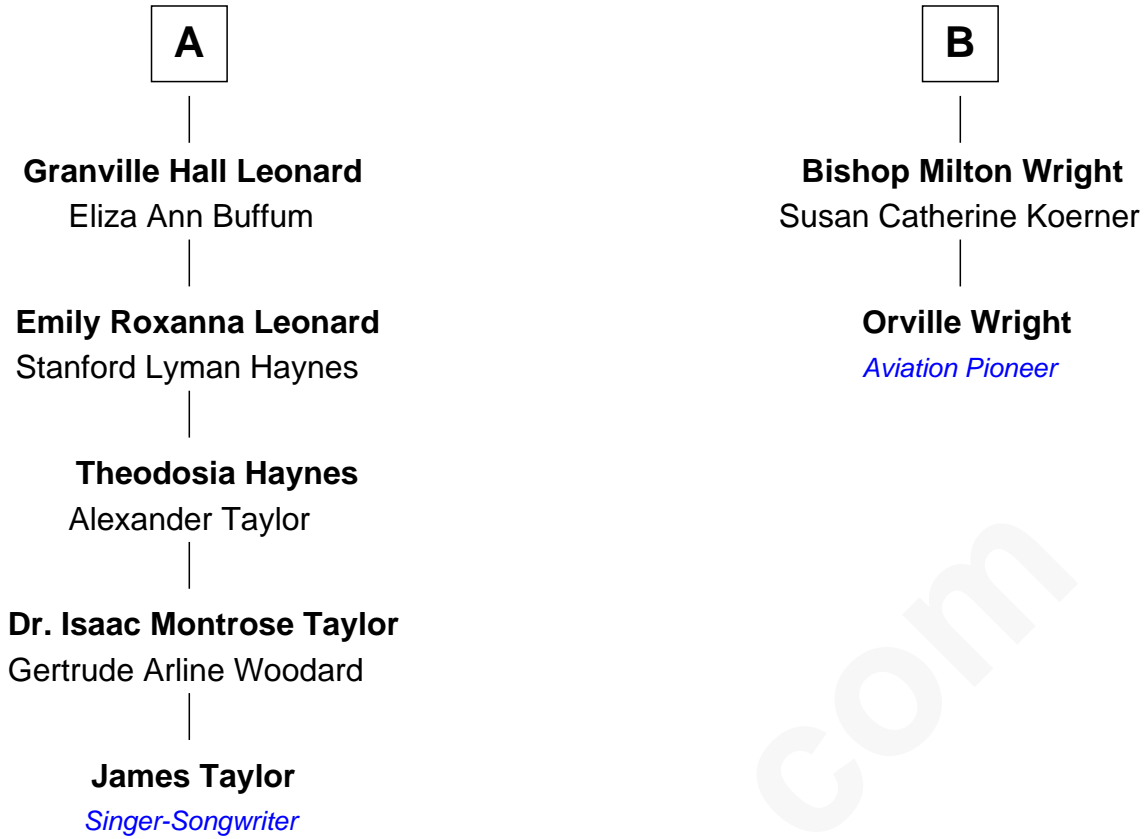 A
Granville Hall Leonard
Eliza Ann Buffum
Emily Roxanna Leonard
Stanford Lyman Haynes
Theodosia Haynes
Alexander Taylor
Dr. Isaac Montrose Taylor
Gertrude Arline Woodard
James Taylor
Singer-Songwriter
B
Bishop Milton Wright
Susan Catherine Koerner
Orville Wright
Aviation Pioneer
com